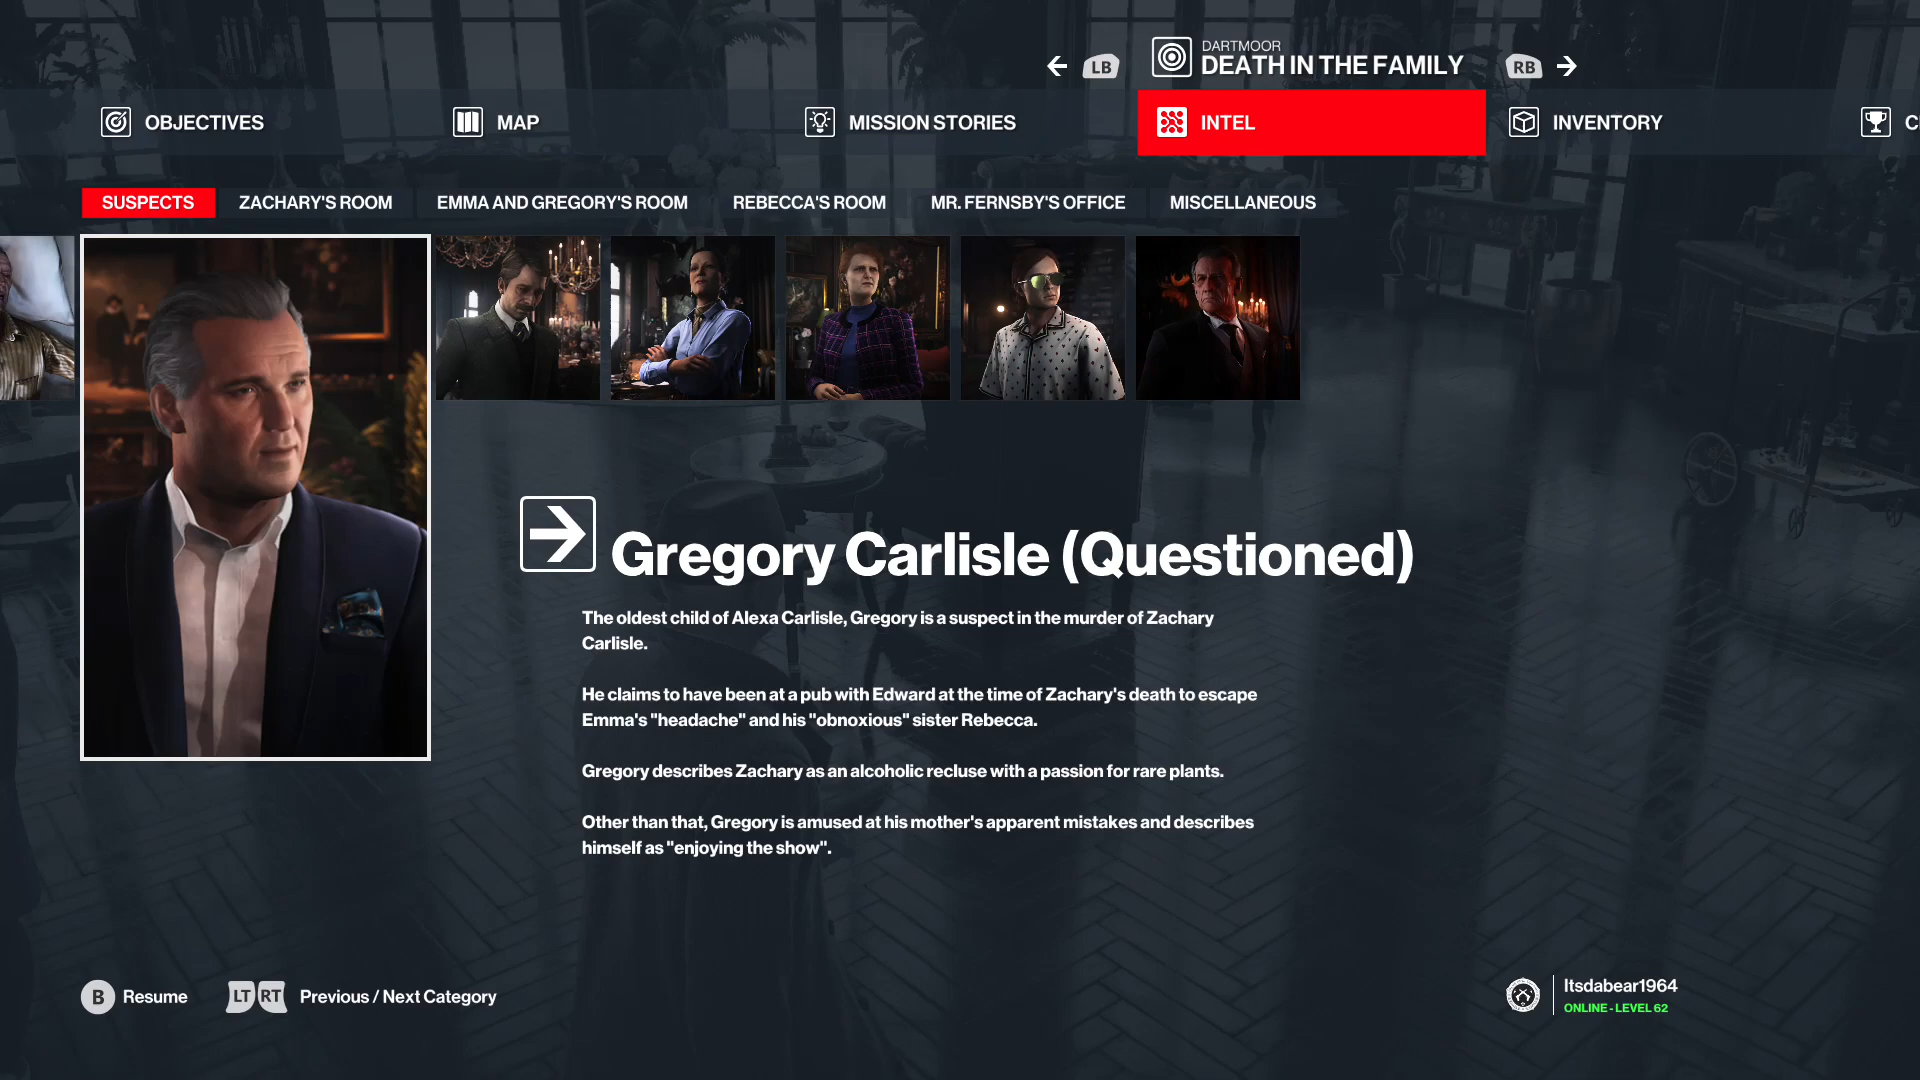 DARTMOOR
LB DEATH IN THE FAMILY RB
OBJECTIVES MAP MISSION STORIES INTEL INVENTORY C
SUSPECTS ZACHARY'S ROOM EMMA AND GREGORY'S ROOM REBECCA'S ROOM MR. FERNSBY'S OFFICE MISCELLANEOUS
Gregory Carlisle (Questioned)
The oldest child of Alexa Carlisle, Gregory is a suspect in the murder of Zachary
Carlisle.
He claims to have been at a pub with Edward at the time of Zachary's death to escape
Emma's "headache" and his "obnoxious" sister Rebecca.
Gregory describes Zachary as an alcoholic recluse with a passion for rare plants.
Other than that, Gregory is amused at his mother's apparent mistakes and describes
himself as "enjoying the show".
B Resume LT RT Previous / Next Category
Itsdabear1964
ONLINE - LEVEL 62